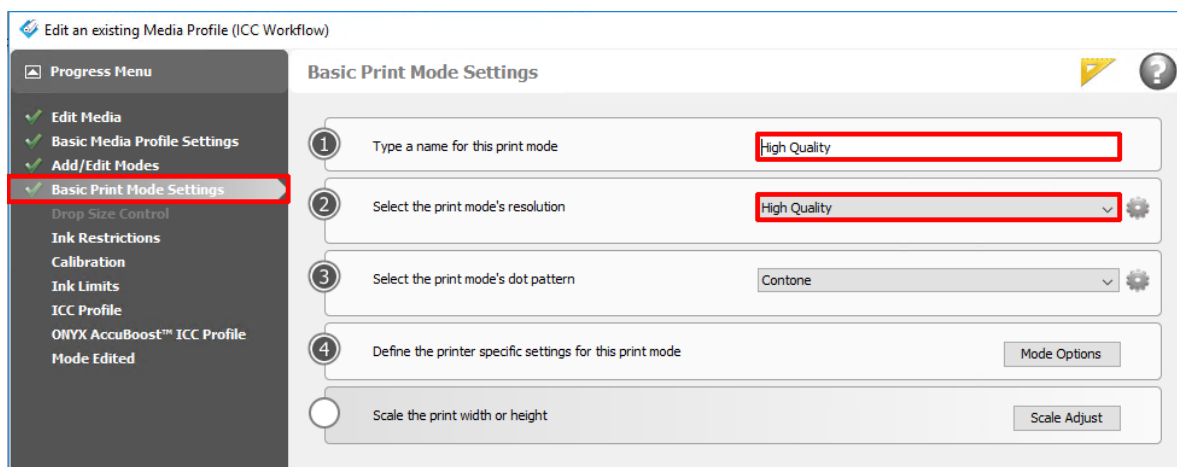 Edit an existing Media Profile (ICC Workflow)
Progress Menu
Edit Media
Basic Media Profile Settings
Add/Edit Modes
Basic Print Mode Settings
Drop Size Control
Ink Restrictions
Calibration
Ink Limits
ICC Profile
ONYX AccuBoost™ ICC Profile
Mode Edited
Basic Print Mode Settings
?
1 Type a name for this print mode High Quality
2 Select the print mode's resolution High Quality
3 Select the print mode's dot pattern Contone
4 Define the printer specific settings for this print mode Mode Options
Scale the print width or height Scale Adjust